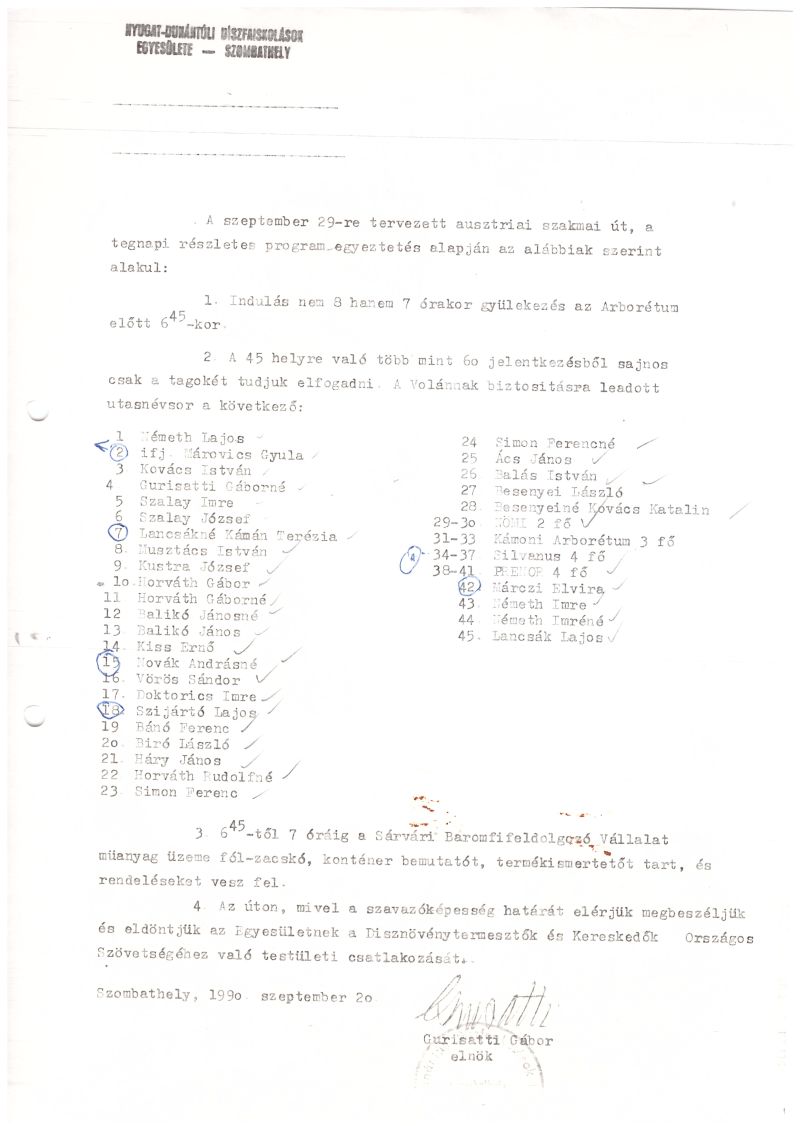 NYUGAT-DUNÁNTÚLI DÍSZFAISKOLÁSOK
EGYESÜLETE — SZOMBATHELY
A szeptember 29-re tervezett ausztriai szakmai út, a
tegnapi részletes program egyeztetés alapján az alábbiak szerint
alakul:
1. Indulás nem 8 hanem 7 órakor gyülekezés az Arborétum
előtt 6⁴⁵-kor.
2. A 45 helyre való több mint 6o jelentkezésből sajnos
csak a tagokét tudjuk elfogadni. A Volánnak biztositásra leadott
utasnévsor a következő:
1 Németh Lajos
2 ifj. Márovics Gyula
3 Kovács István
4 Gurisatti Gáborné
5 Szalay Imre
6 Szalay József
7 Lancsákné Kámán Terézia
8. Musztács István
9. Kustra József
1o. Horváth Gábor
11 Horváth Gáborné
12 Balikó Jánosné
13. Balikó János
14. Kiss Ernő
15 Novák Andrásné
16. Vörös Sándor
17. Doktorics Imre
18. Szijártó Lajos
19 Bánó Ferenc
2o. Biró László
21. Háry János
22 Horváth Rudolfné
23. Simon Ferenc
24 Simon Ferencné
25 Ács János
26 Balás István
27 Besenyei László
28. Besenyeiné Kovács Katalin
29-3o NÖMI 2 fő
31-33 Kámoni Arborétum 3 fő
4 34-37 Silvanus 4 fő
38-41 PREMOR 4 fő
42. Márczi Elvira
43. Németh Imre
44 Németh Imréné
45. Lancsák Lajos
3 6⁴⁵-től 7 óráig a Sárvári Baromfifeldolgozó Vállalat
müanyag üzeme fól-zacskó, konténer bemutatót, termékismertetőt tart, és
rendeléseket vesz fel.
4. Az úton, mivel a szavazóképesség határát elérjük megbeszéljük
és eldöntjük az Egyesületnek a Disznövénytermesztők és Kereskedők Országos
Szövetségéhez való testületi csatlakozását.
Szombathely, 199o. szeptember 2o.
Gurisatti Gábor
elnök